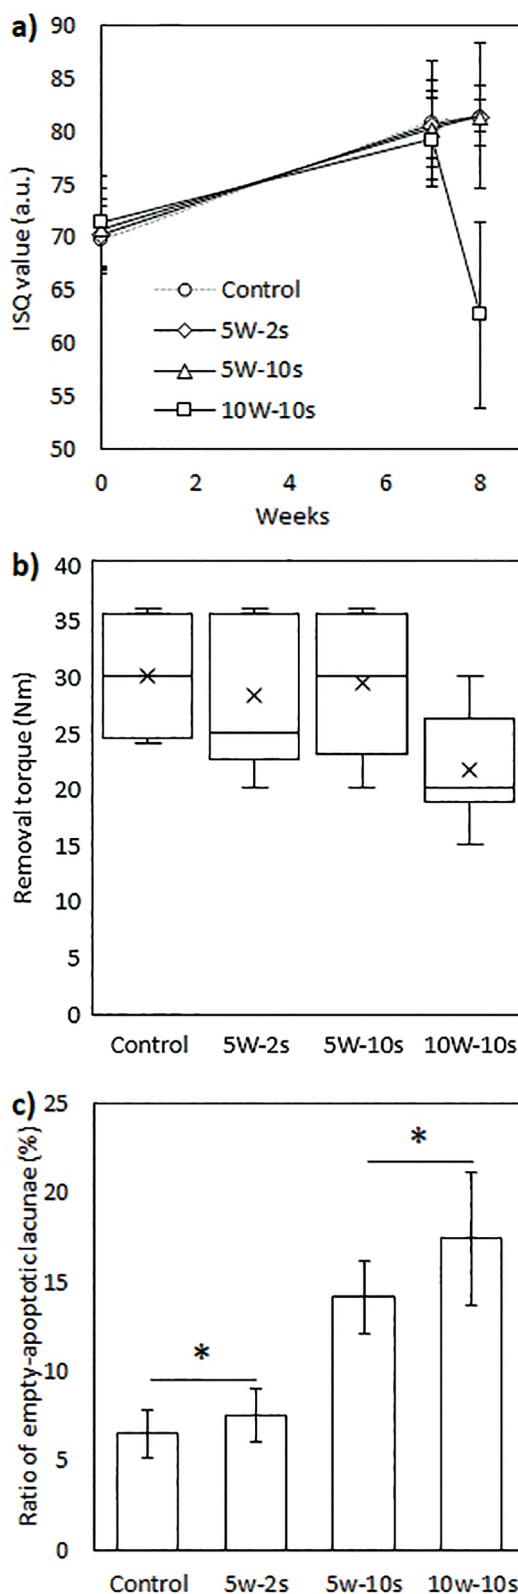 a)
90
85
80
75
70
65
60
55
50
ISQ value (a.u.)
Control
5W-2s
5W-10s
10W-10s
0 2 4 6 8
Weeks
b)
40
35
30
25
20
15
10
5
0
Removal torque (Nm)
Control 5W-2s 5W-10s 10W-10s
c)
25
20
15
10
5
0
Ratio of empty-apoptotic lacunae (%)
*
*
Control 5w-2s 5w-10s 10w-10s